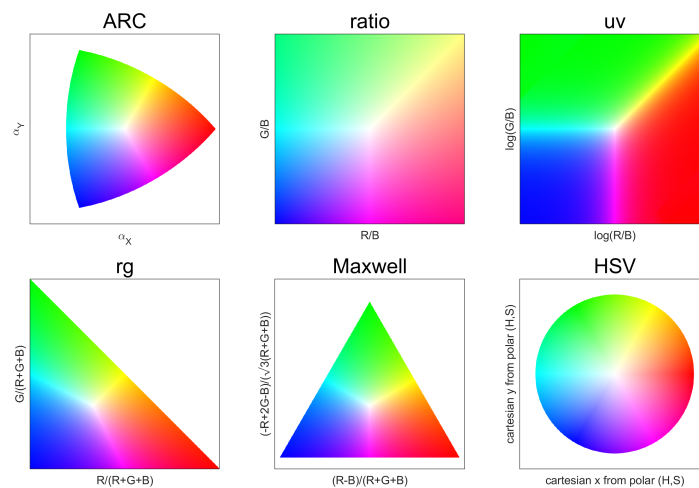 ARC
ratio
uv
α_Y
G/B
log(G/B)
α_X
R/B
log(R/B)
rg
Maxwell
HSV
G/(R+G+B)
(-R+2G-B)/(√3(R+G+B))
cartesian y from polar (H,S)
R/(R+G+B)
(R-B)/(R+G+B)
cartesian x from polar (H,S)